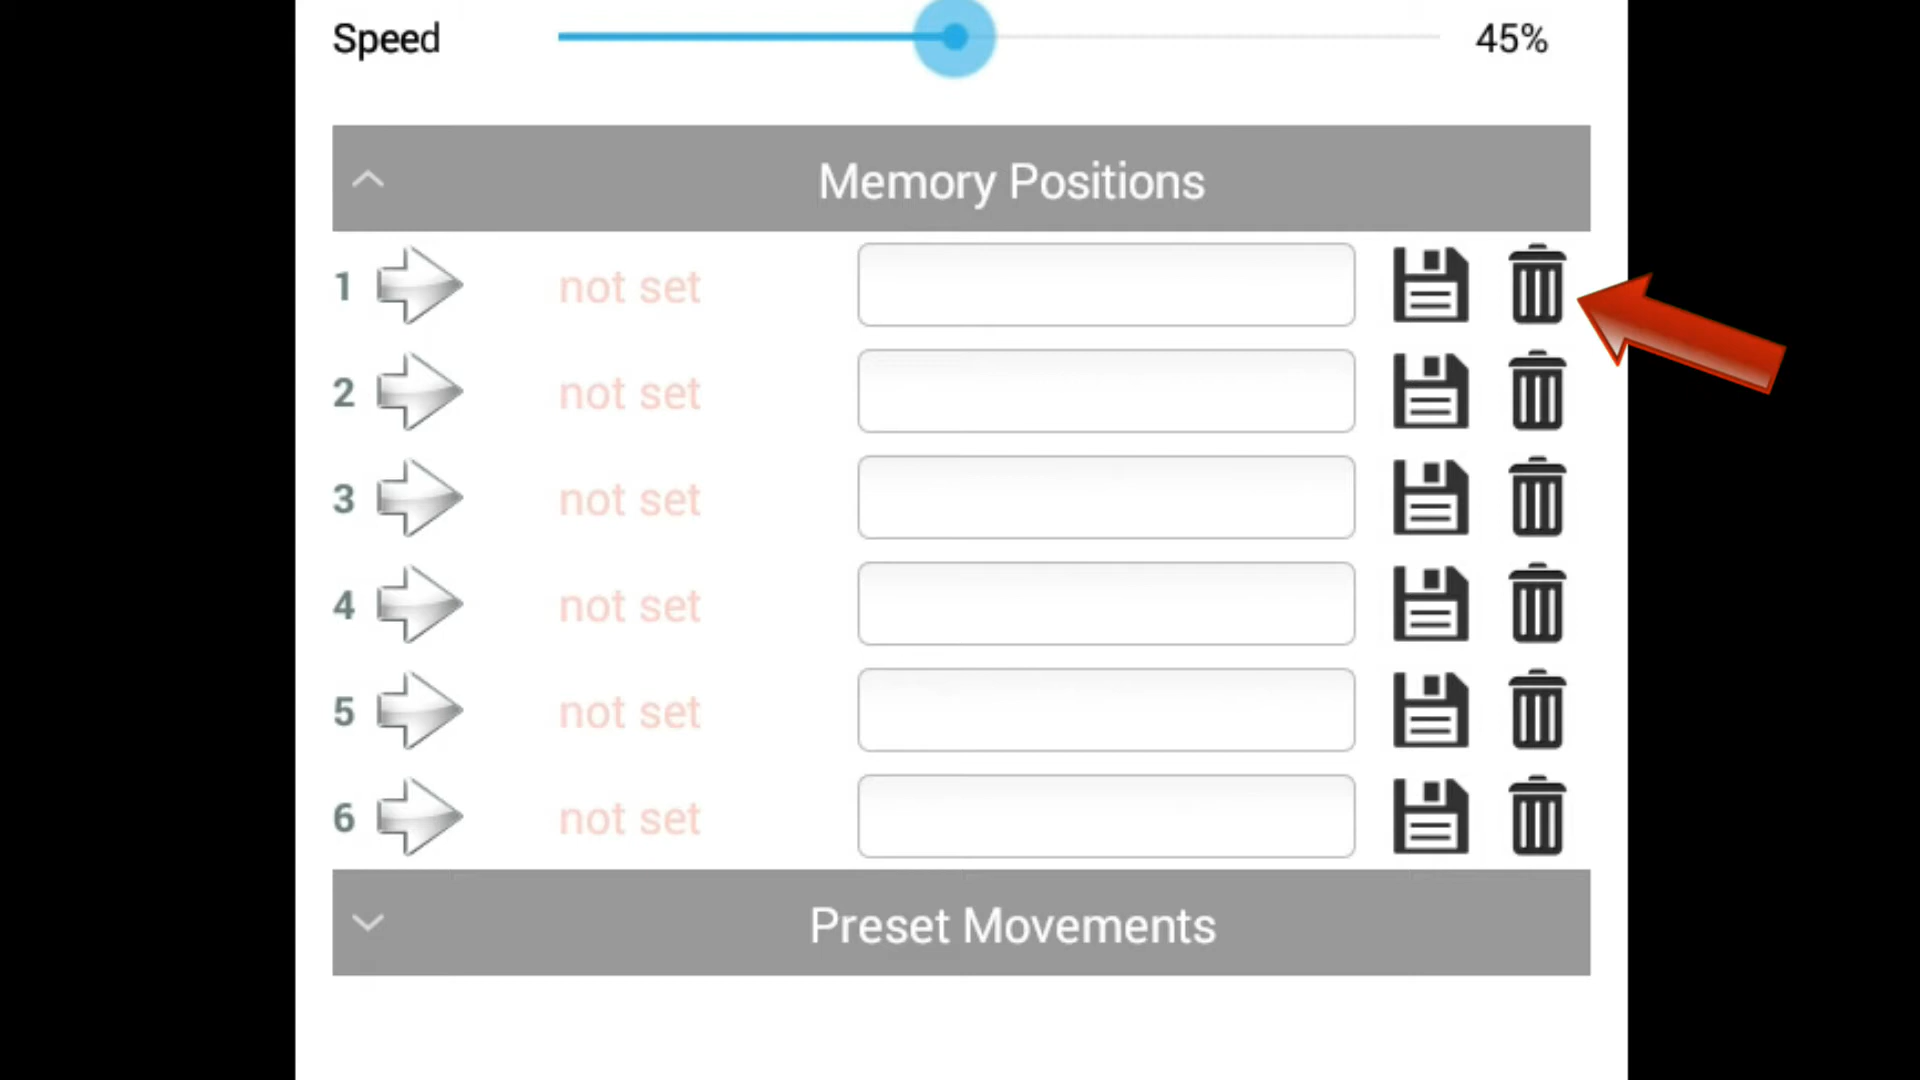 Speed 45%
Memory Positions
1 not set
2 not set
3 not set
4 not set
5 not set
6 not set
Preset Movements